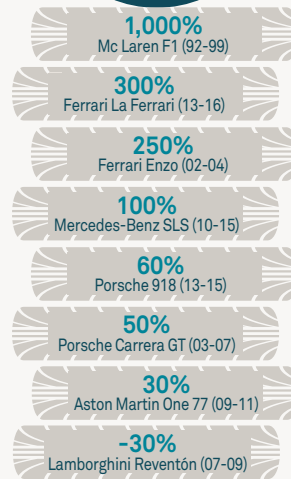 1,000%
Mc Laren F1 (92-99)
300%
Ferrari La Ferrari (13-16)
250%
Ferrari Enzo (02-04)
100%
Mercedes-Benz SLS (10-15)
60%
Porsche 918 (13-15)
50%
Porsche Carrera GT (03-07)
30%
Aston Martin One 77 (09-11)
-30%
Lamborghini Reventón (07-09)